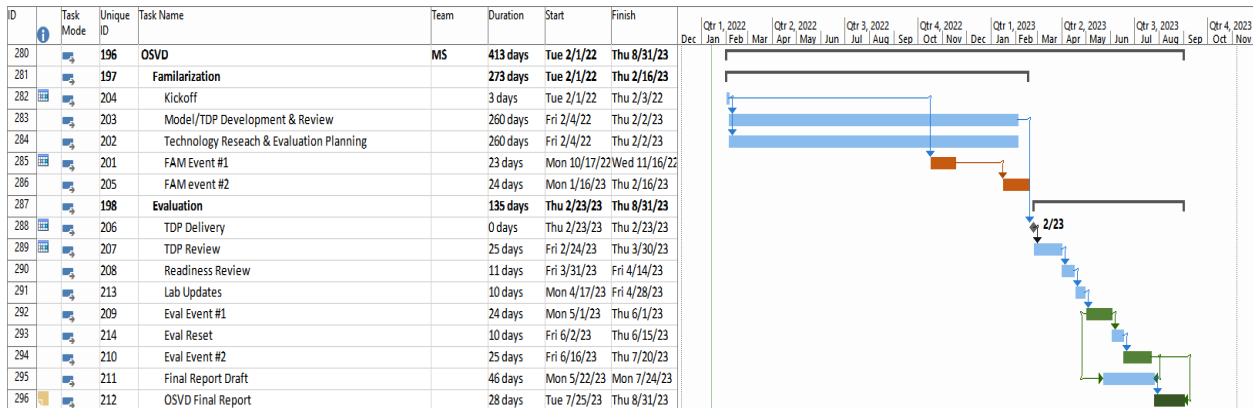 ID Task Mode Unique ID Task Name Team Duration Start Finish
Qtr 1, 2022 Qtr 2, 2022 Qtr 3, 2022 Qtr 4, 2022 Qtr 1, 2023 Qtr 2, 2023 Qtr 3, 2023 Qtr 4, 2023
Dec Jan Feb Mar Apr May Jun Jul Aug Sep Oct Nov Dec Jan Feb Mar Apr May Jun Jul Aug Sep Oct Nov
280 196 OSVD MS 413 days Tue 2/1/22 Thu 8/31/23
281 197 Familarization 273 days Tue 2/1/22 Thu 2/16/23
282 204 Kickoff 3 days Tue 2/1/22 Thu 2/3/22
283 203 Model/TDP Development & Review 260 days Fri 2/4/22 Thu 2/2/23
284 202 Technology Reseach & Evaluation Planning 260 days Fri 2/4/22 Thu 2/2/23
285 201 FAM Event #1 23 days Mon 10/17/22 Wed 11/16/22
286 205 FAM event #2 24 days Mon 1/16/23 Thu 2/16/23
287 198 Evaluation 135 days Thu 2/23/23 Thu 8/31/23
288 206 TDP Delivery 0 days Thu 2/23/23 Thu 2/23/23 2/23
289 207 TDP Review 25 days Fri 2/24/23 Thu 3/30/23
290 208 Readiness Review 11 days Fri 3/31/23 Fri 4/14/23
291 213 Lab Updates 10 days Mon 4/17/23 Fri 4/28/23
292 209 Eval Event #1 24 days Mon 5/1/23 Thu 6/1/23
293 214 Eval Reset 10 days Fri 6/2/23 Thu 6/15/23
294 210 Eval Event #2 25 days Fri 6/16/23 Thu 7/20/23
295 211 Final Report Draft 46 days Mon 5/22/23 Mon 7/24/23
296 212 OSVD Final Report 28 days Tue 7/25/23 Thu 8/31/23